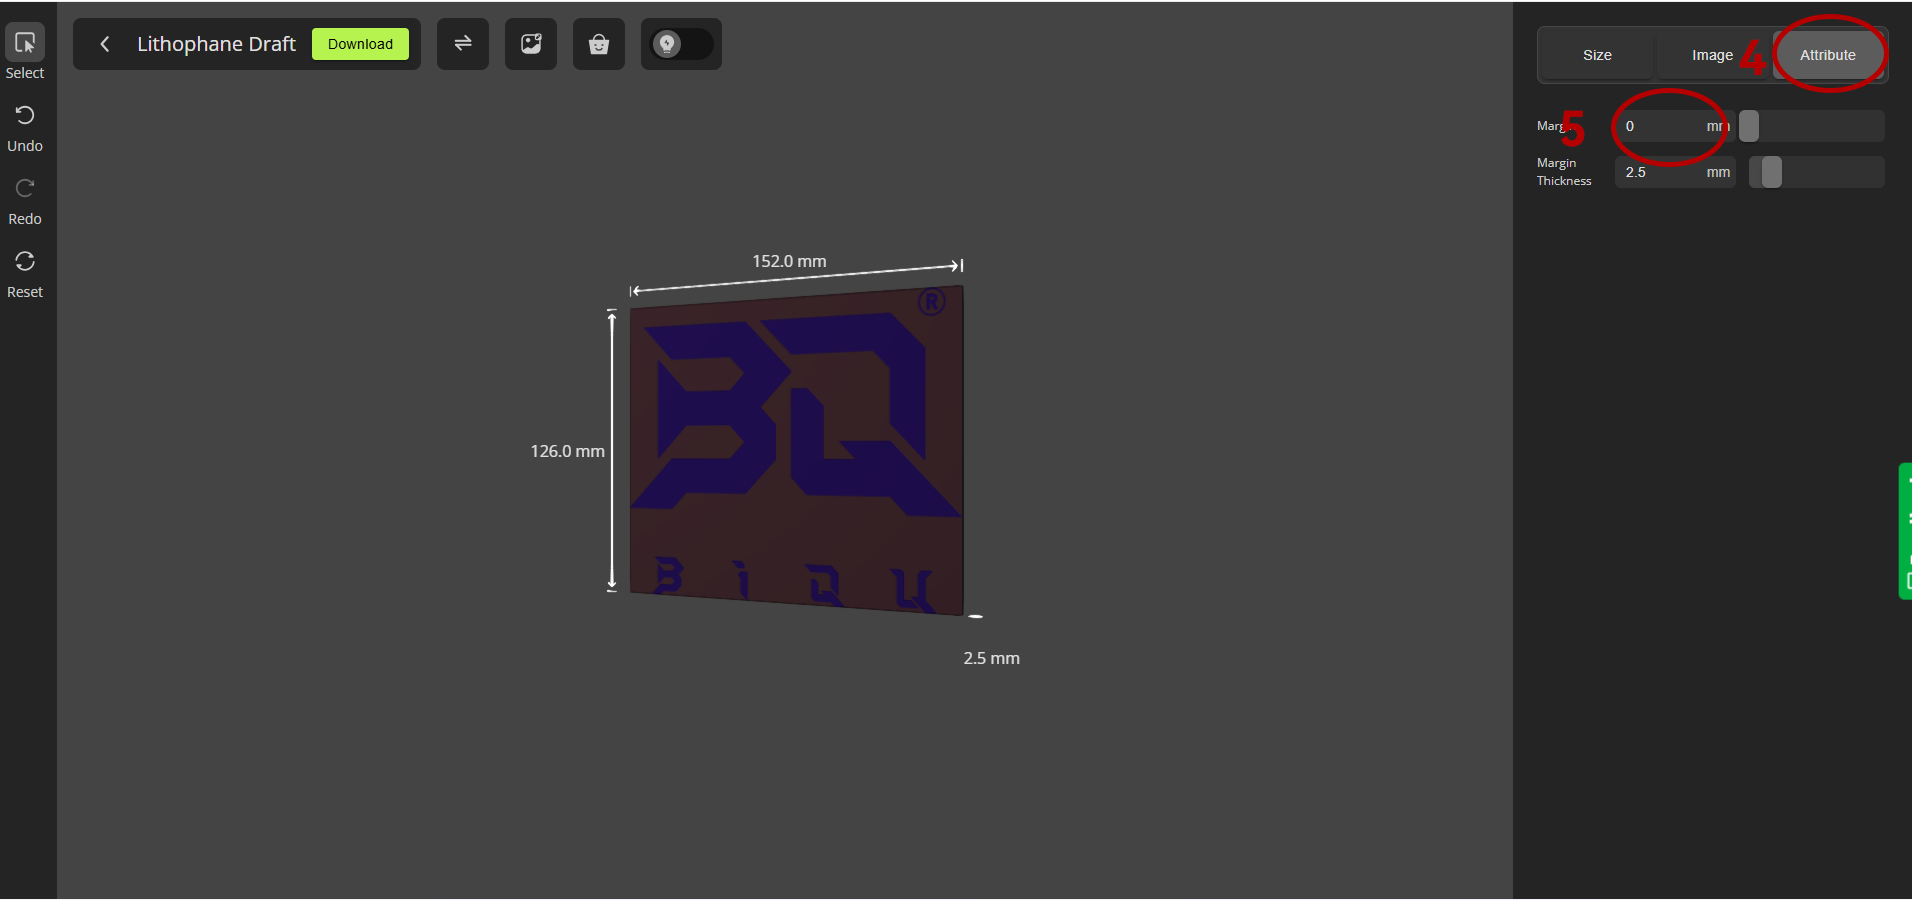 Select
Undo
Redo
Reset
Lithophane Draft
Download
Size
Image
4
Attribute
5
0 mm
Margin
Thickness
2.5 mm
152.0 mm
126.0 mm
2.5 mm
BQ
®
BIQU